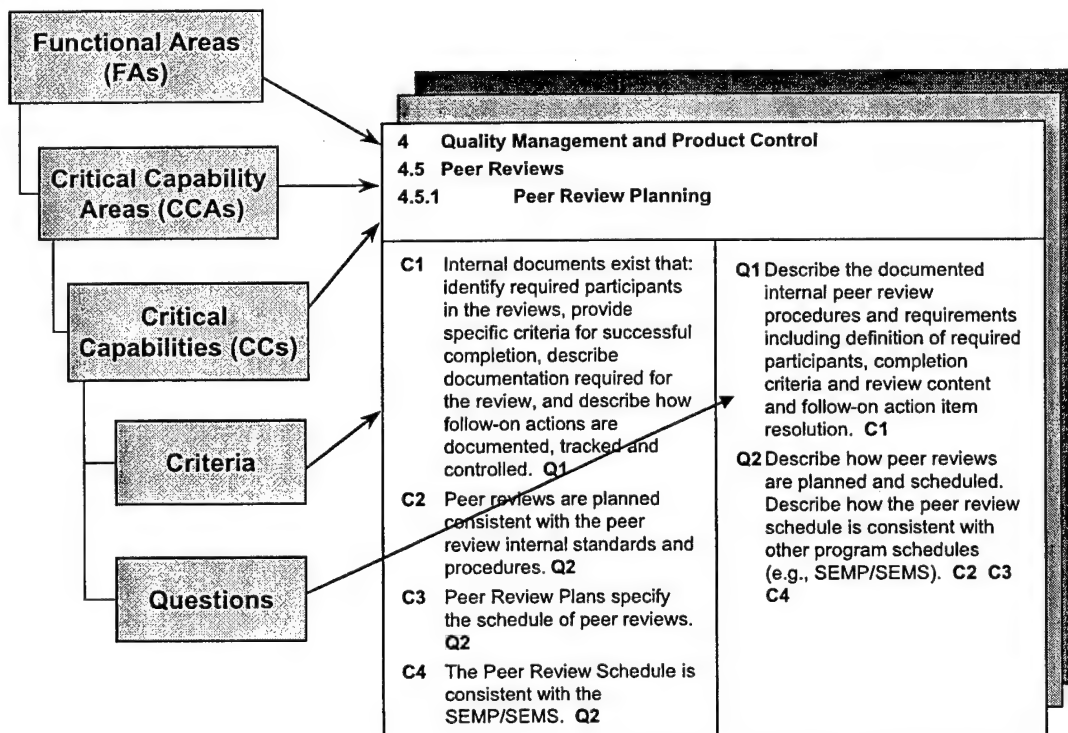 Functional Areas
(FAs)
Critical Capability
Areas (CCAs)
Critical
Capabilities (CCs)
Criteria
Questions
4 Quality Management and Product Control
4.5 Peer Reviews
4.5.1 Peer Review Planning
C1 Internal documents exist that:
identify required participants
in the reviews, provide
specific criteria for successful
completion, describe
documentation required for
the review, and describe how
follow-on actions are
documented, tracked and
controlled. Q1
C2 Peer reviews are planned
consistent with the peer
review internal standards and
procedures. Q2
C3 Peer Review Plans specify
the schedule of peer reviews.
Q2
C4 The Peer Review Schedule is
consistent with the
SEMP/SEMS. Q2
Q1 Describe the documented
internal peer review
procedures and requirements
including definition of required
participants, completion
criteria and review content
and follow-on action item
resolution. C1
Q2 Describe how peer reviews
are planned and scheduled.
Describe how the peer review
schedule is consistent with
other program schedules
(e.g., SEMP/SEMS). C2 C3
C4